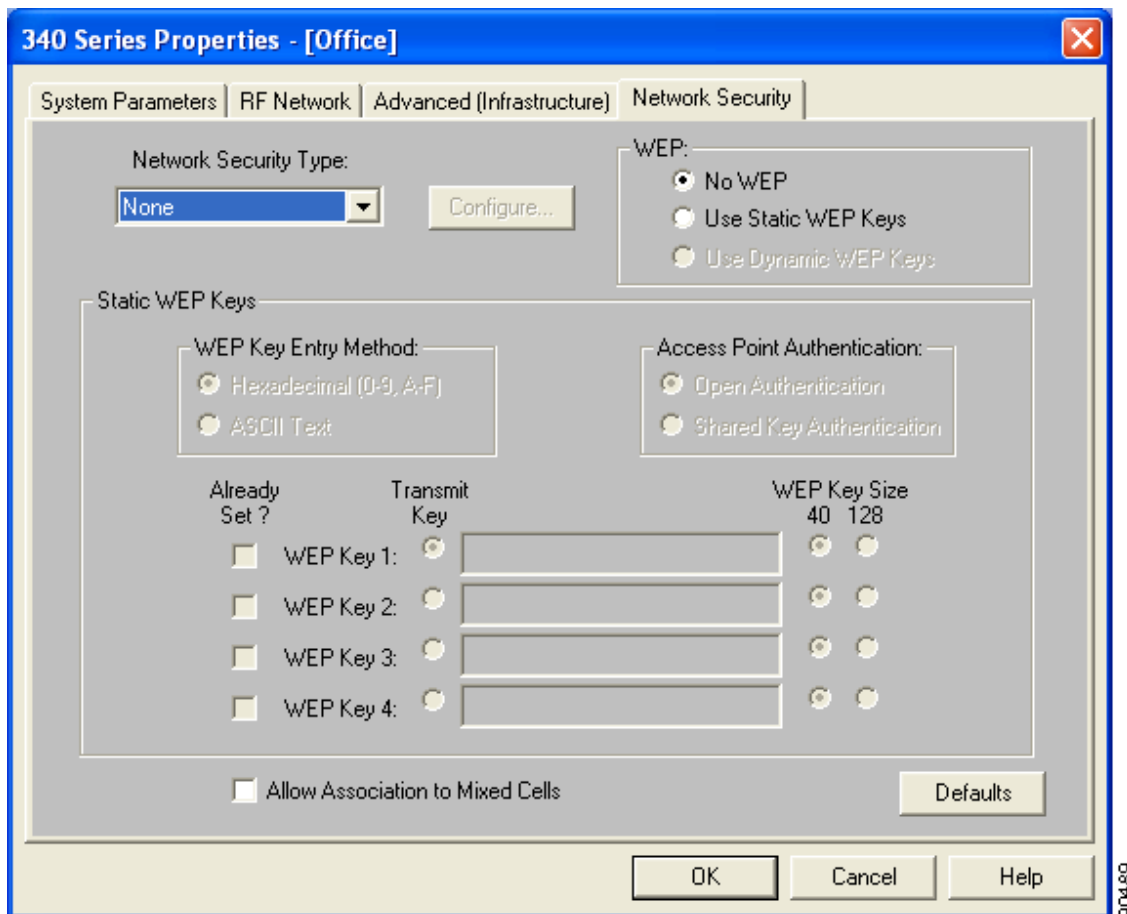 340 Series Properties - [Office]
System Parameters RF Network Advanced (Infrastructure) Network Security
Network Security Type:
None
Configure...
WEP:
No WEP
Use Static WEP Keys
Use Dynamic WEP Keys
Static WEP Keys
WEP Key Entry Method:
Hexadecimal (0-9, A-F)
ASCII Text
Access Point Authentication:
Open Authentication
Shared Key Authentication
Already
Set ?
Transmit
Key
WEP Key Size
40 128
WEP Key 1:
WEP Key 2:
WEP Key 3:
WEP Key 4:
Allow Association to Mixed Cells
Defaults
OK Cancel Help